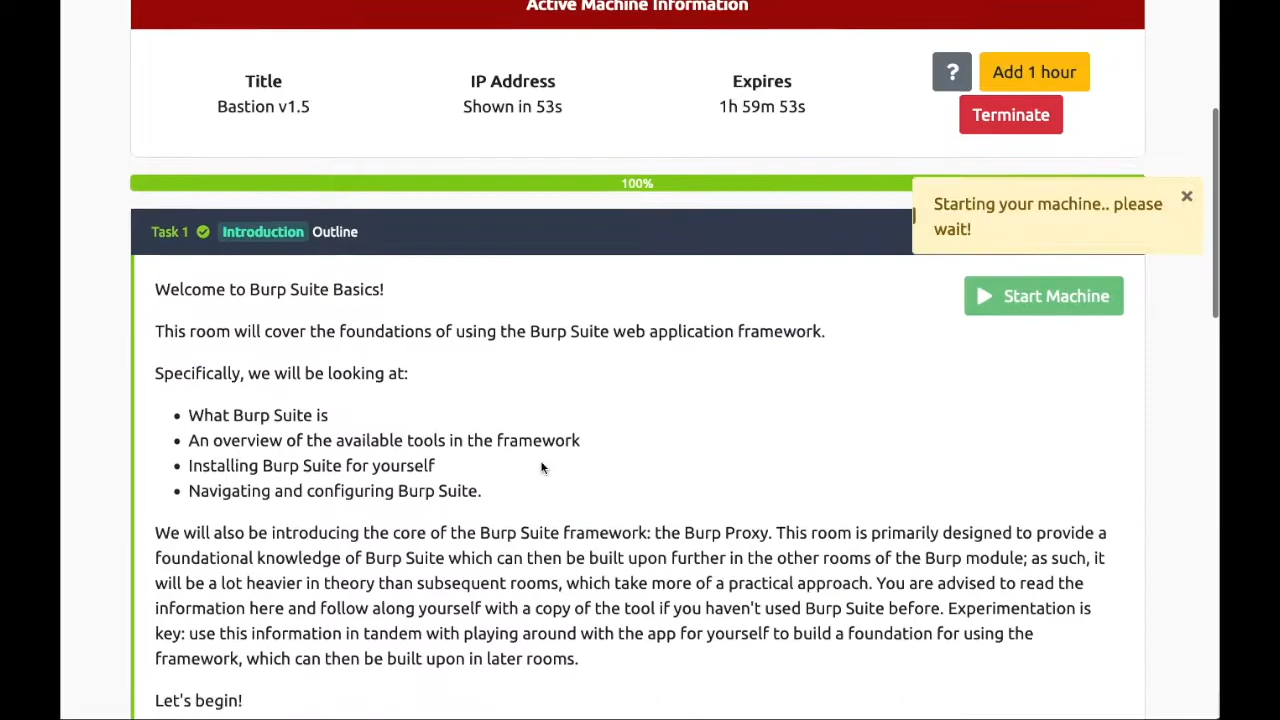 Active Machine Information
Title
IP Address
Expires
? Add 1 hour
Bastion v1.5
Shown in 53s
1h 59m 53s
Terminate
100%
Starting your machine.. please
wait!
Task 1 Introduction Outline
Welcome to Burp Suite Basics!
Start Machine
This room will cover the foundations of using the Burp Suite web application framework.
Specifically, we will be looking at:
• What Burp Suite is
• An overview of the available tools in the framework
• Installing Burp Suite for yourself
• Navigating and configuring Burp Suite.
We will also be introducing the core of the Burp Suite framework: the Burp Proxy. This room is primarily designed to provide a
foundational knowledge of Burp Suite which can then be built upon further in the other rooms of the Burp module; as such, it
will be a lot heavier in theory than subsequent rooms, which take more of a practical approach. You are advised to read the
information here and follow along yourself with a copy of the tool if you haven't used Burp Suite before. Experimentation is
key: use this information in tandem with playing around with the app for yourself to build a foundation for using the
framework, which can then be built upon in later rooms.
Let's begin!